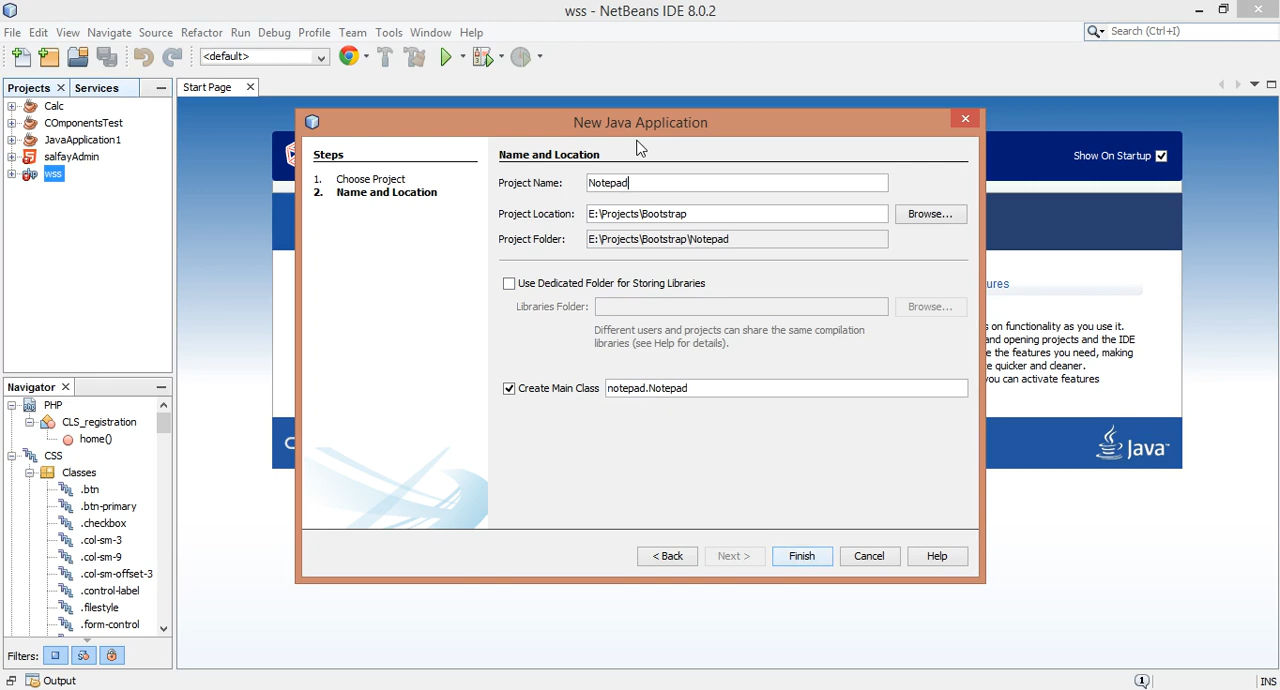 wss - NetBeans IDE 8.0.2
File Edit View Navigate Source Refactor Run Debug Profile Team Tools Window Help
Search (Ctrl+I)
<default>
Projects Services
Start Page
Calc
COmponentsTest
JavaApplication1
salfayAdmin
wss
Show On Startup
New Java Application
Steps
1. Choose Project
2. Name and Location
Name and Location
Project Name: Notepad
Project Location: E:\Projects\Bootstrap Browse...
Project Folder: E:\Projects\Bootstrap\Notepad
Use Dedicated Folder for Storing Libraries
Libraries Folder: Browse...
Different users and projects can share the same compilation
libraries (see Help for details).
Create Main Class notepad.Notepad
< Back Next > Finish Cancel Help
ures
s on functionality as you use it.
and opening projects and the IDE
e the features you need, making
e quicker and cleaner.
you can activate features
Java™
Navigator
PHP
CLS_registration
home()
CSS
Classes
.btn
.btn-primary
.checkbox
.col-sm-3
.col-sm-9
.col-sm-offset-3
.control-label
.filestyle
.form-control
Filters:
Output
1
INS